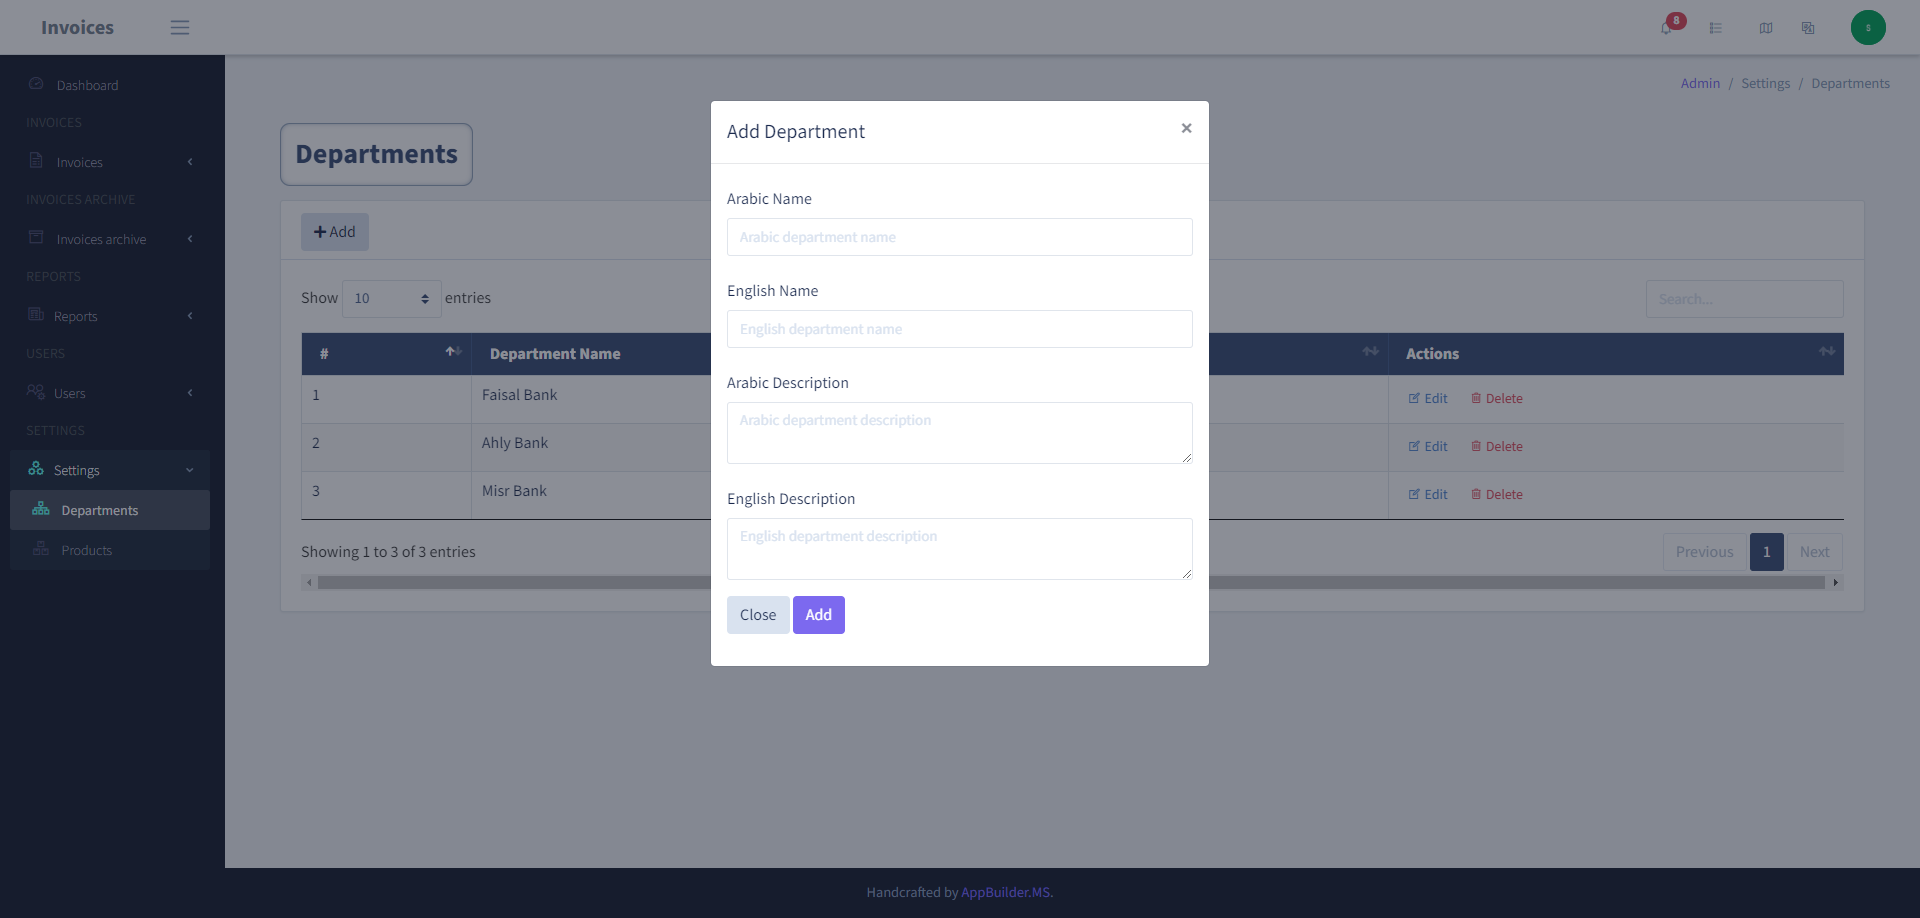 Invoices
8
$
Dashboard
INVOICES
Invoices
INVOICES ARCHIVE
Invoices archive
REPORTS
Reports
USERS
Users
SETTINGS
Settings
Departments
Products
Admin / Settings / Departments
Departments
Add
Show 10 entries
Search...
# Department Name Actions
1 Faisal Bank Edit Delete
2 Ahly Bank Edit Delete
3 Misr Bank Edit Delete
Showing 1 to 3 of 3 entries
Previous 1 Next
Add Department ×
Arabic Name
Arabic department name
English Name
English department name
Arabic Description
Arabic department description
English Description
English department description
Close Add
Handcrafted by AppBuilder.MS.